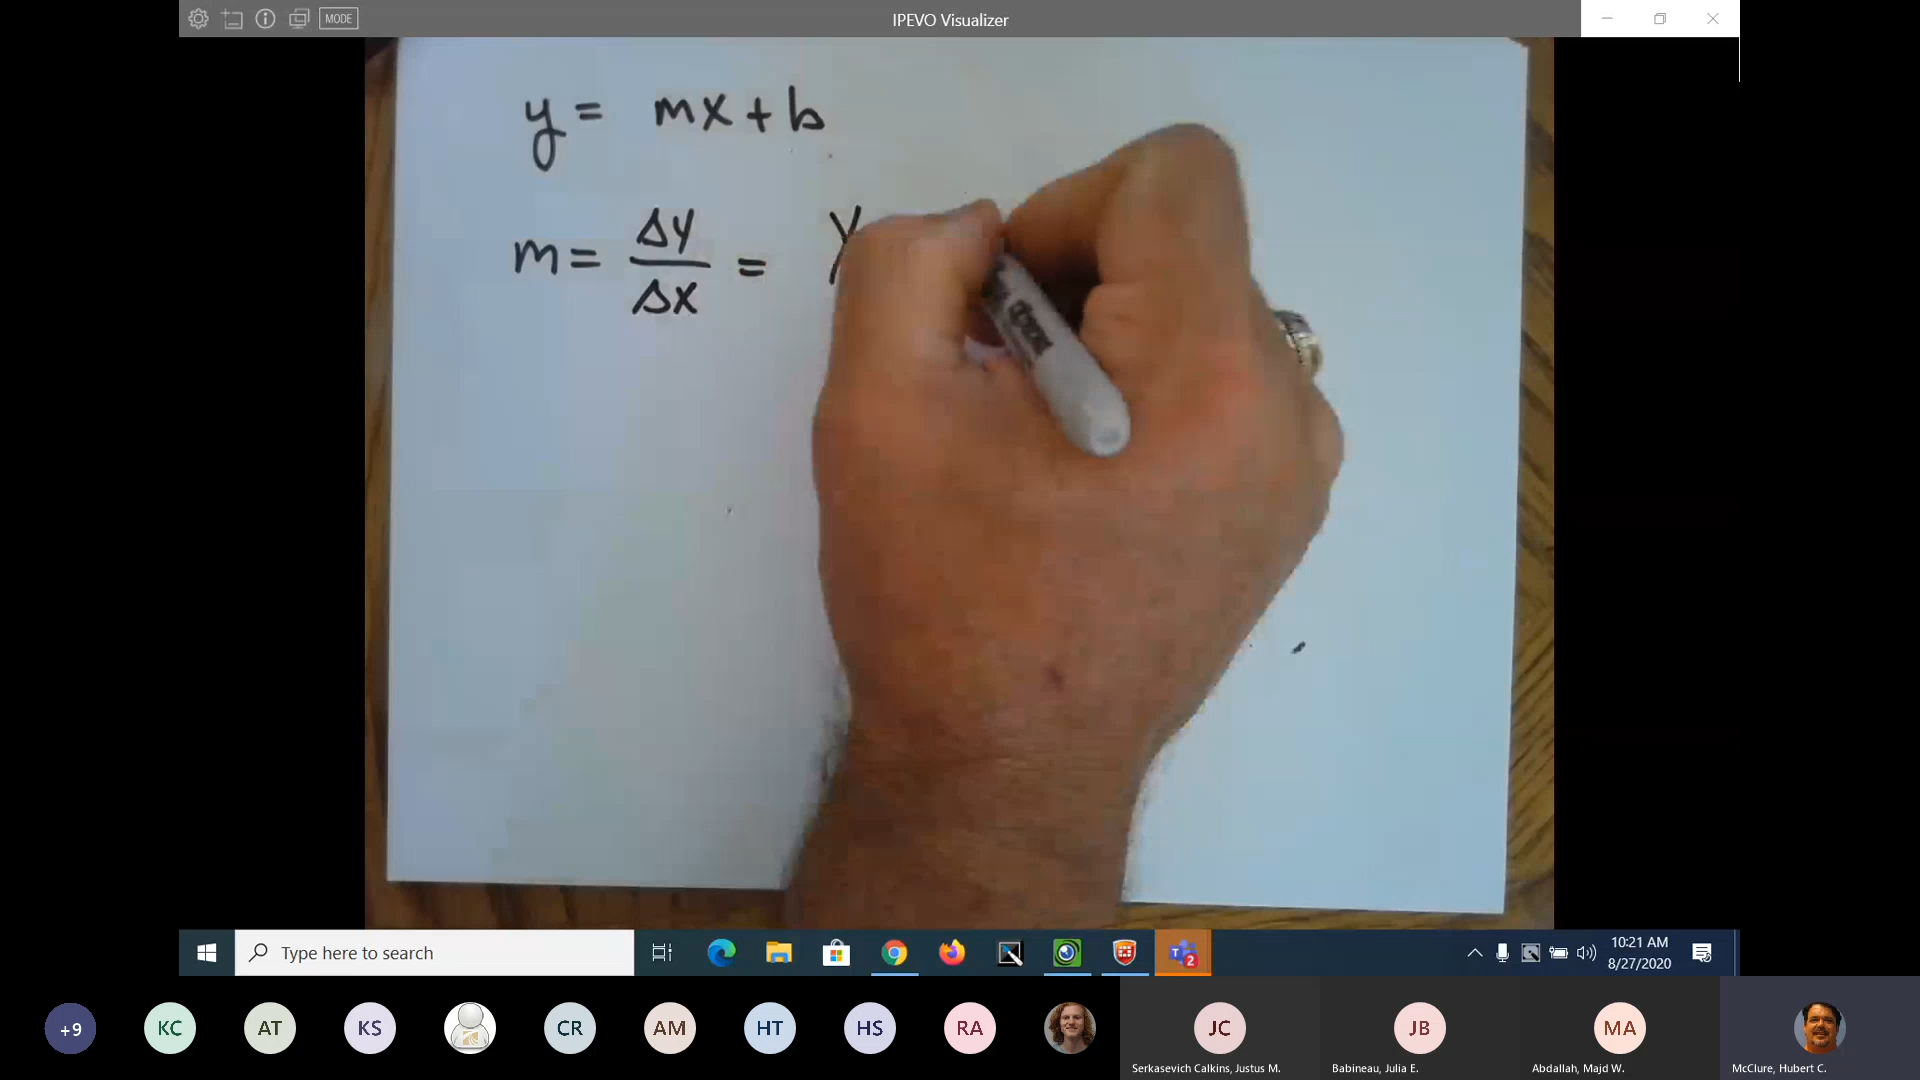 MODE
IPEVO Visualizer
y = mx + b
m = Δy/Δx = y
Type here to search
2
10:21 AM
8/27/2020
+9
KC
AT
KS
CR
AM
HT
HS
RA
JC
JB
MA
Serkasevich Calkins, Justus M.
Babineau, Julia E.
Abdallah, Majd W.
McClure, Hubert C.